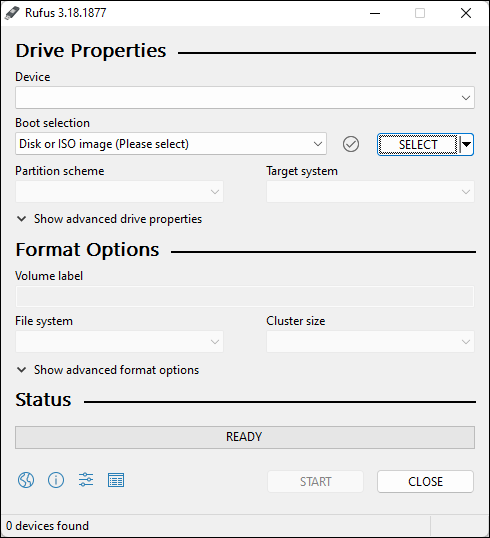 Rufus 3.18.1877
Drive Properties
Device
Boot selection
Disk or ISO image (Please select)
SELECT
Partition scheme
Target system
Show advanced drive properties
Format Options
Volume label
File system
Cluster size
Show advanced format options
Status
READY
START
CLOSE
0 devices found